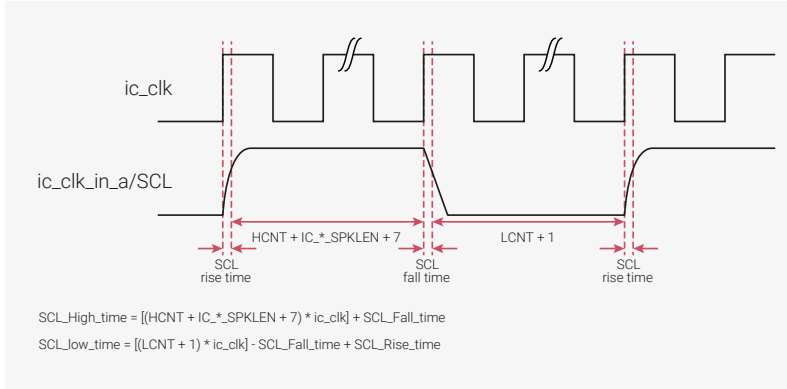 ic_clk
ic_clk_in_a/SCL
HCNT + IC_*_SPKLEN + 7
LCNT + 1
SCL
rise time
SCL
fall time
SCL
rise time
SCL_High_time = [(HCNT + IC_*_SPKLEN + 7) * ic_clk] + SCL_Fall_time
SCL_low_time = [(LCNT + 1) * ic_clk] - SCL_Fall_time + SCL_Rise_time